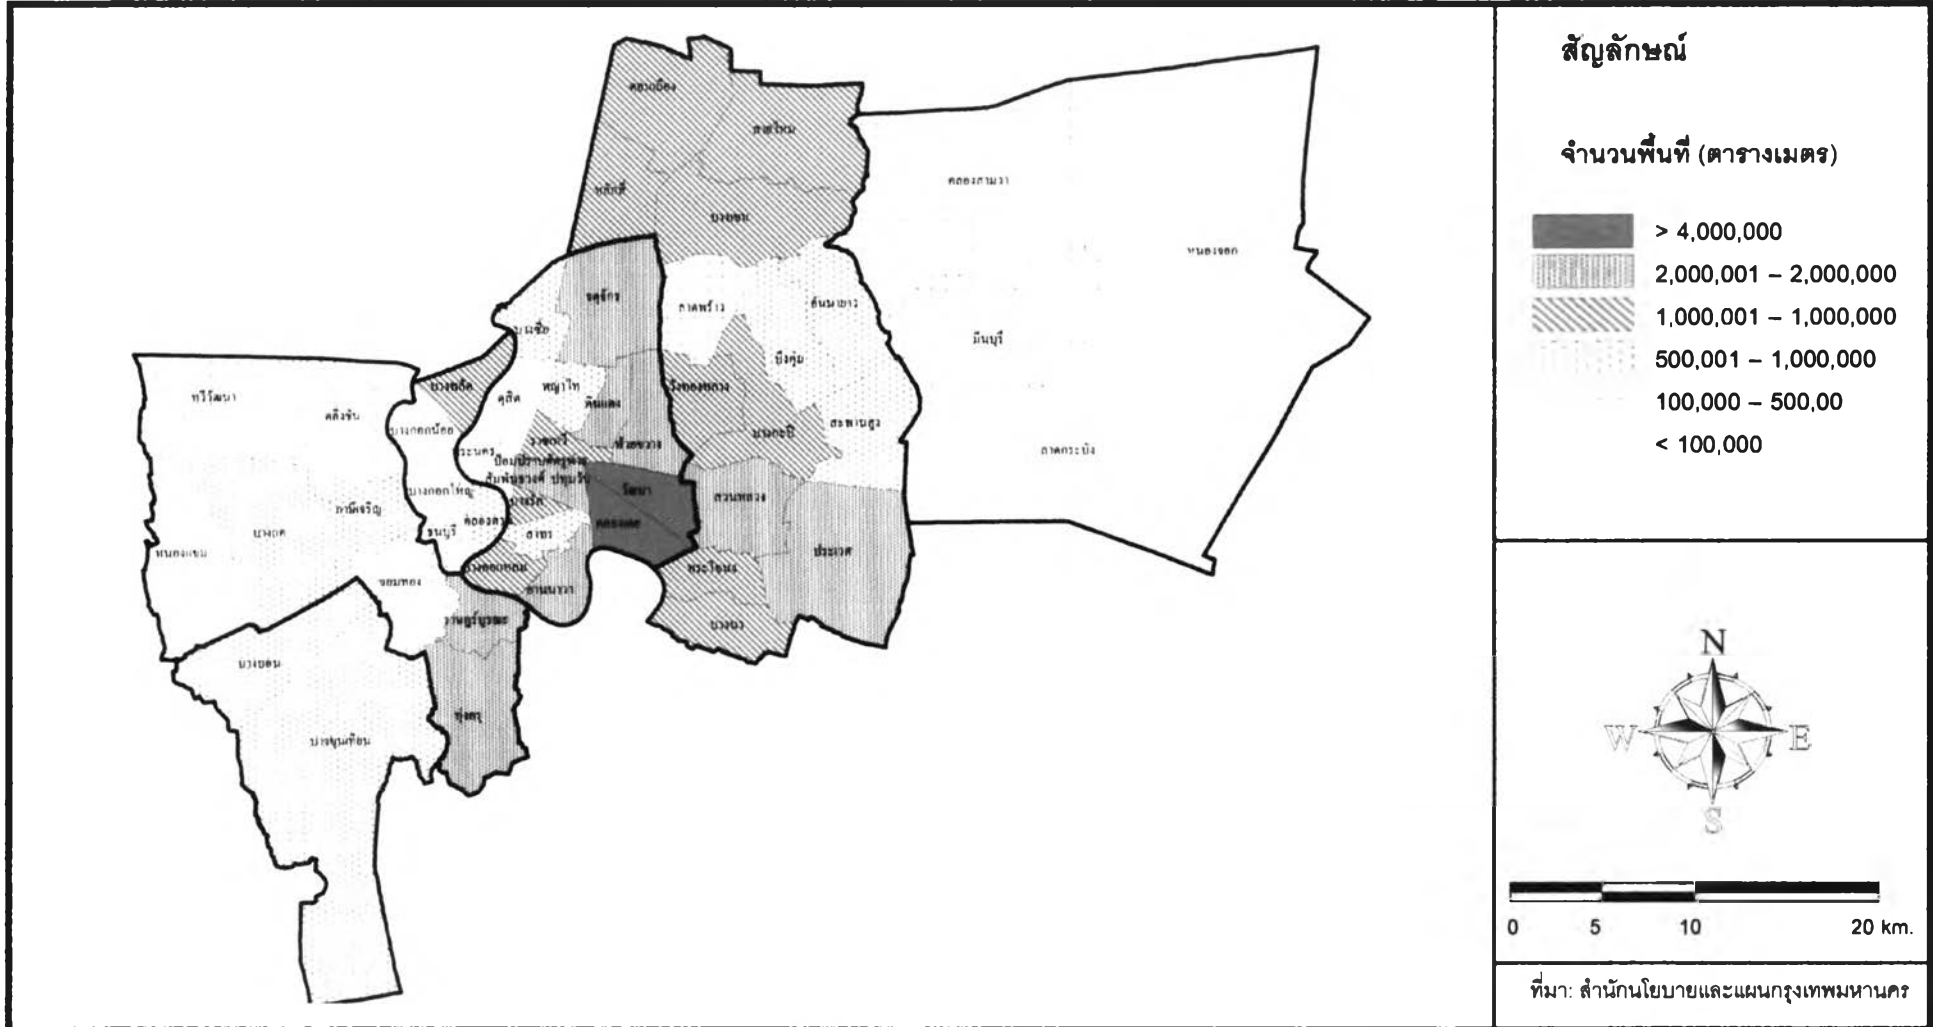 ดอนเมือง
สายไหม
คลองสามวา
หลักสี่
บางเขน
หนองจอก
จตุจักร
ลาดพร้าว
คันนายาว
บางซื่อ
มีนบุรี
บึงกุ่ม
บางพลัด
พญาไท
วังทองหลาง
ทวีวัฒนา
ดุสิต
ดินแดง
ตลิ่งชัน
บางกอกน้อย
สะพานสูง
บางกะปิ
ราชเทวี
ห้วยขวาง
พระนคร
ลาดกระบัง
ป้อมปราบศัตรูพ่าย
สัมพันธวงศ์ ปทุมวัน
บางกอกใหญ่
วัฒนา
สวนหลวง
บางรัก
ภาษีเจริญ
คลองสาน
คลองเตย
บางแค
ธนบุรี
สาทร
หนองแขม
ประเวศ
บางคอแหลม
พระโขนง
จอมทอง
ยานนาวา
ราษฎร์บูรณะ
บางนา
บางบอน
ทุ่งครุ
บางขุนเทียน
สัญลักษณ์
จำนวนพื้นที่ (ตารางเมตร)
> 4,000,000
2,000,001 – 2,000,000
1,000,001 – 1,000,000
500,001 – 1,000,000
100,000 – 500,00
< 100,000
N
W E
S
0 5 10 20 km.
ที่มา: สำนักนโยบายและแผนกรุงเทพมหานคร